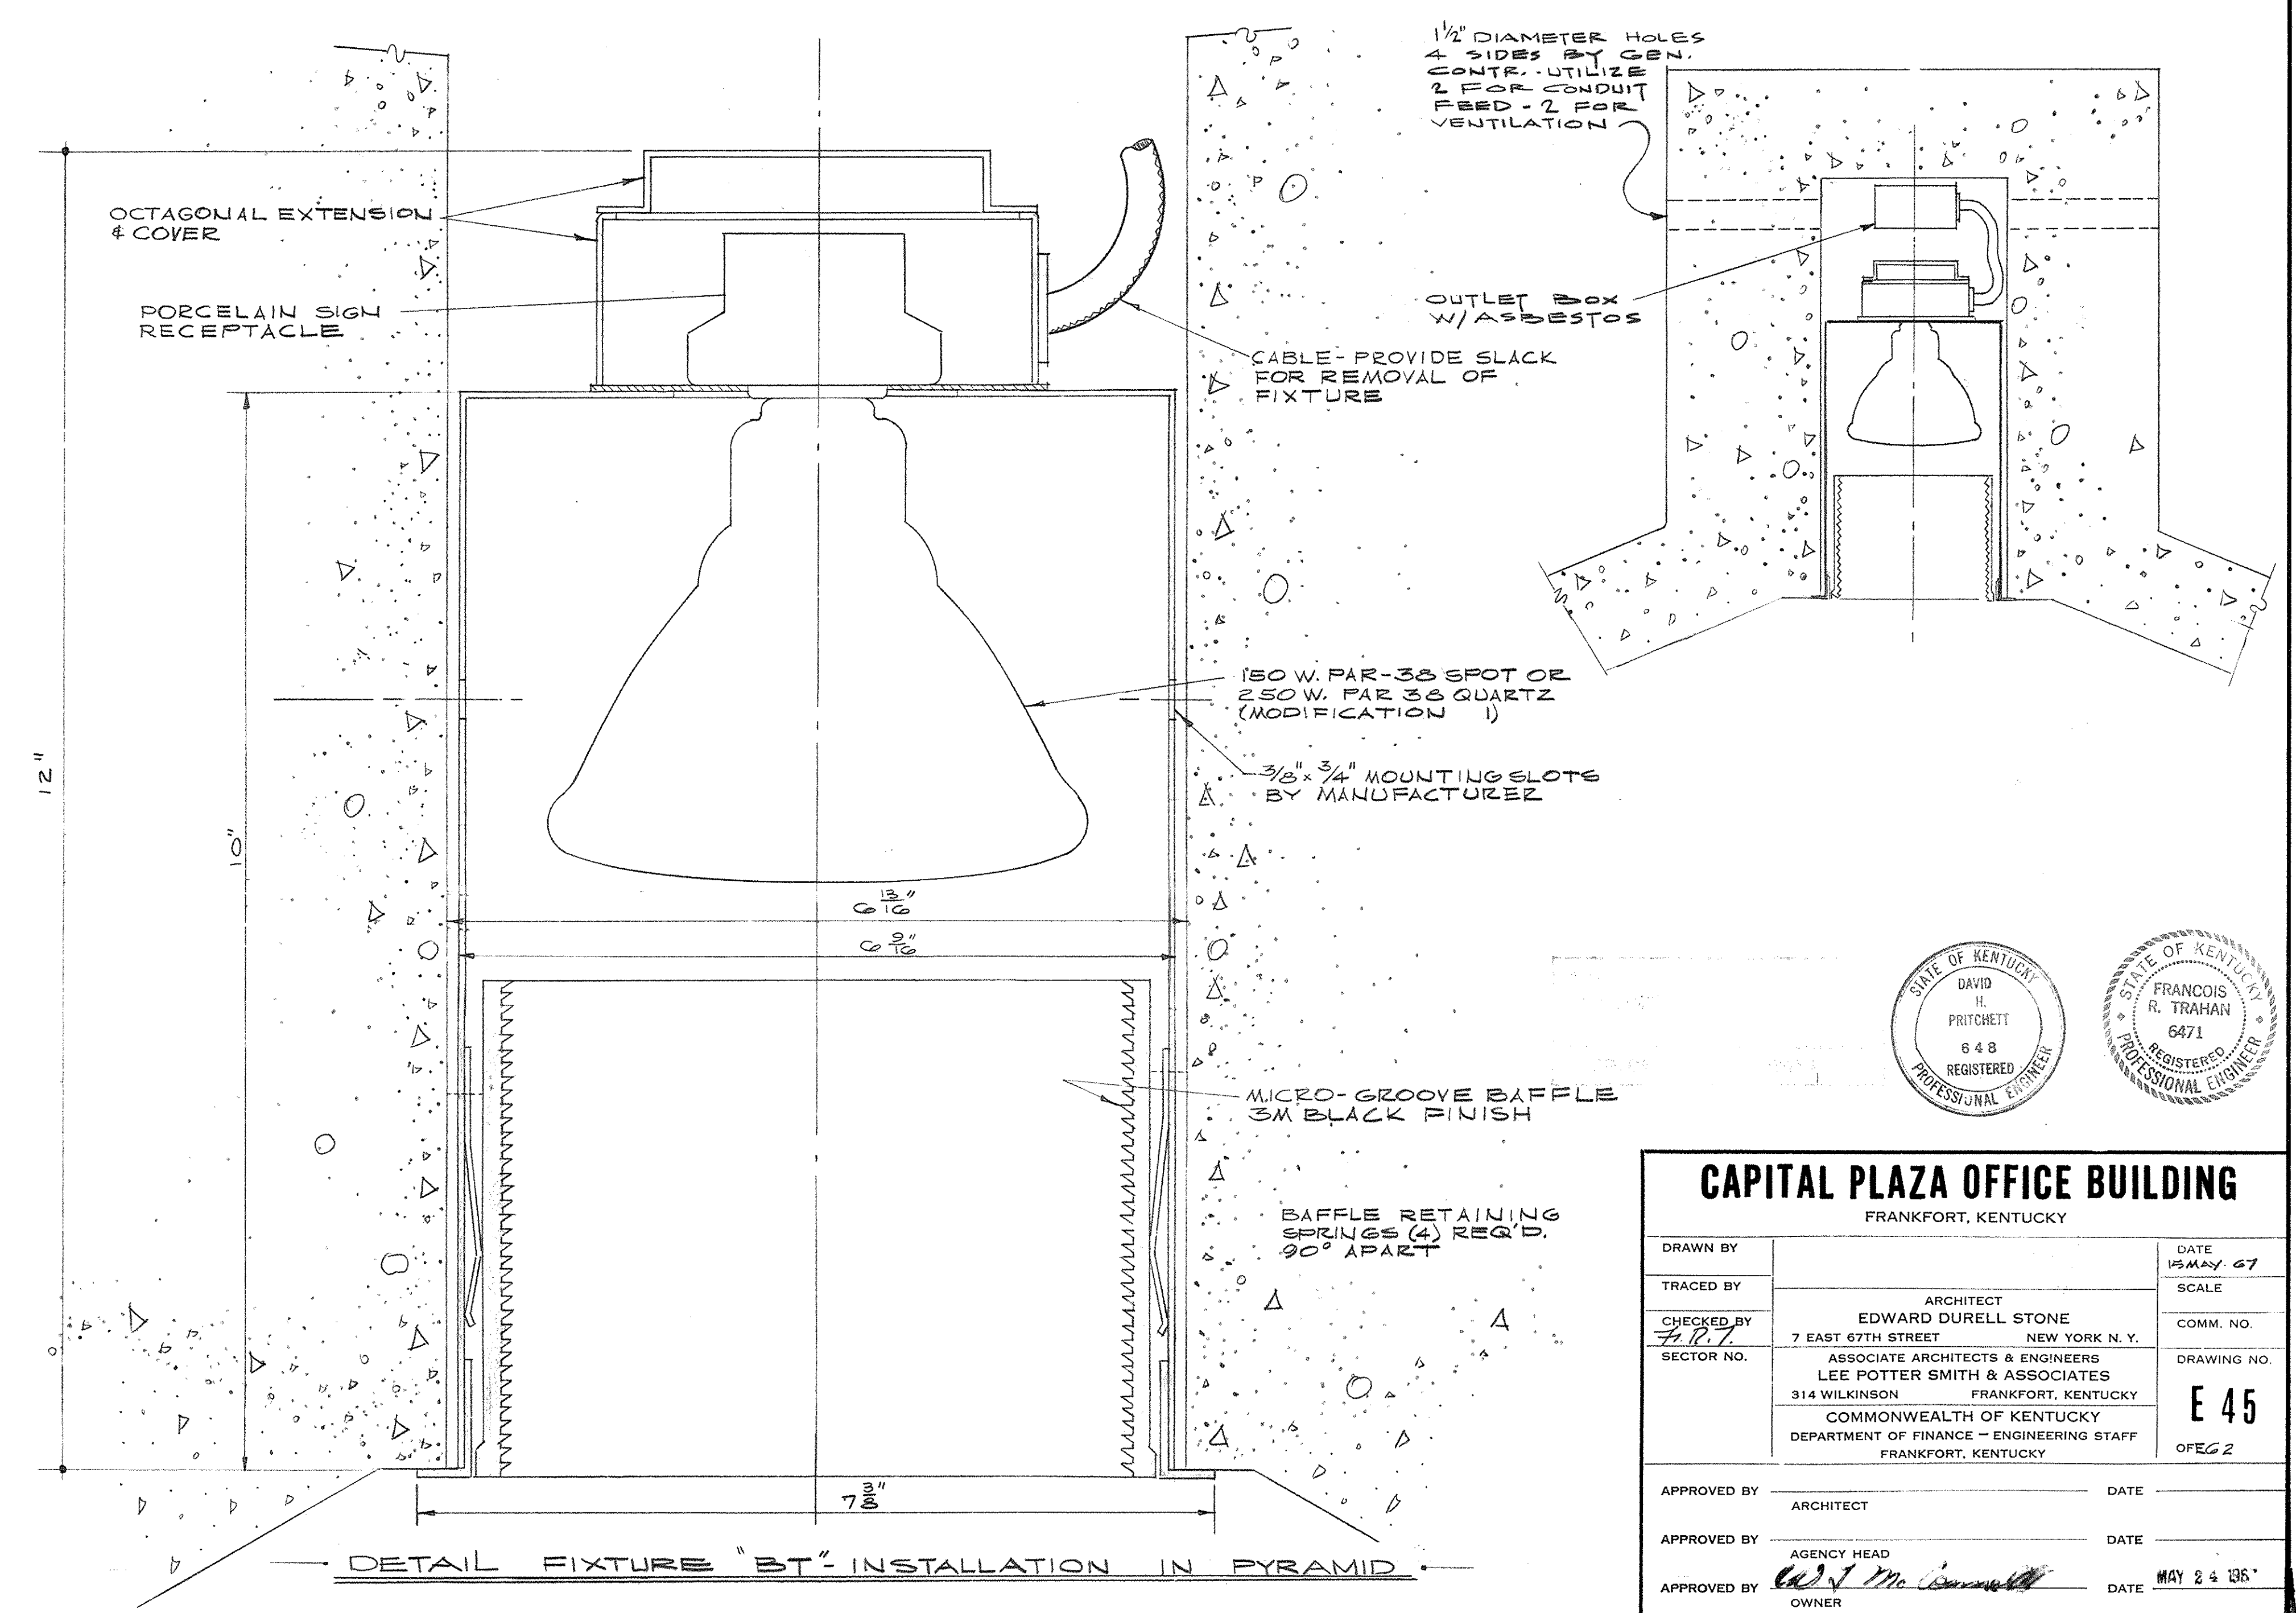 1½" DIAMETER HOLES
4 SIDES BY GEN.
CONTR. - UTILIZE
2 FOR CONDUIT
FEED - 2 FOR
VENTILATION
OCTAGONAL EXTENSION
& COVER
PORCELAIN SIGN
RECEPTACLE
OUTLET BOX
W/ ASBESTOS
CABLE - PROVIDE SLACK
FOR REMOVAL OF
FIXTURE
150 W. PAR-38 SPOT OR
250 W. PAR 38 QUARTZ
(MODIFICATION 1)
3/8" x 3/4" MOUNTING SLOTS
BY MANUFACTURER
12"
10"
6 13/16"
6 9/16"
MICRO-GROOVE BAFFLE
3M BLACK FINISH
BAFFLE RETAINING
SPRINGS (4) REQ'D.
90° APART
7 3/8"
DETAIL FIXTURE "BT" - INSTALLATION IN PYRAMID
STATE OF KENTUCKY
DAVID
H.
PRITCHETT
648
REGISTERED
PROFESSIONAL ENGINEER
STATE OF KENTUCKY
FRANCOIS
R. TRAHAN
6471
REGISTERED
PROFESSIONAL ENGINEER
CAPITAL PLAZA OFFICE BUILDING
FRANKFORT, KENTUCKY
DRAWN BY
TRACED BY
CHECKED BY
F.R.T.
SECTOR NO.
ARCHITECT
EDWARD DURELL STONE
7 EAST 67TH STREET NEW YORK N. Y.
ASSOCIATE ARCHITECTS & ENGINEERS
LEE POTTER SMITH & ASSOCIATES
314 WILKINSON FRANKFORT, KENTUCKY
COMMONWEALTH OF KENTUCKY
DEPARTMENT OF FINANCE — ENGINEERING STAFF
FRANKFORT, KENTUCKY
DATE
15 MAY. 67
SCALE
COMM. NO.
DRAWING NO.
E 45
OF E62
APPROVED BY DATE
ARCHITECT
APPROVED BY DATE
AGENCY HEAD
APPROVED BY W J DATE MAY 24 196
OWNER